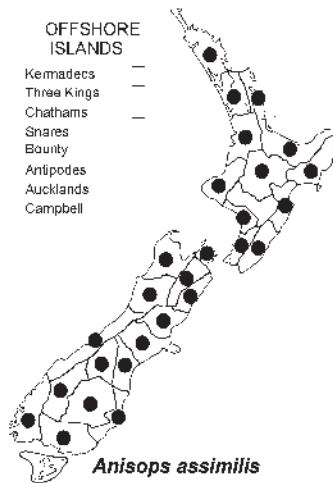 OFFSHORE
ISLANDS
Kermadecs —
Three Kings —
Chathams —
Snares
Bounty
Antipodes
Aucklands
Campbell
Anisops assimilis